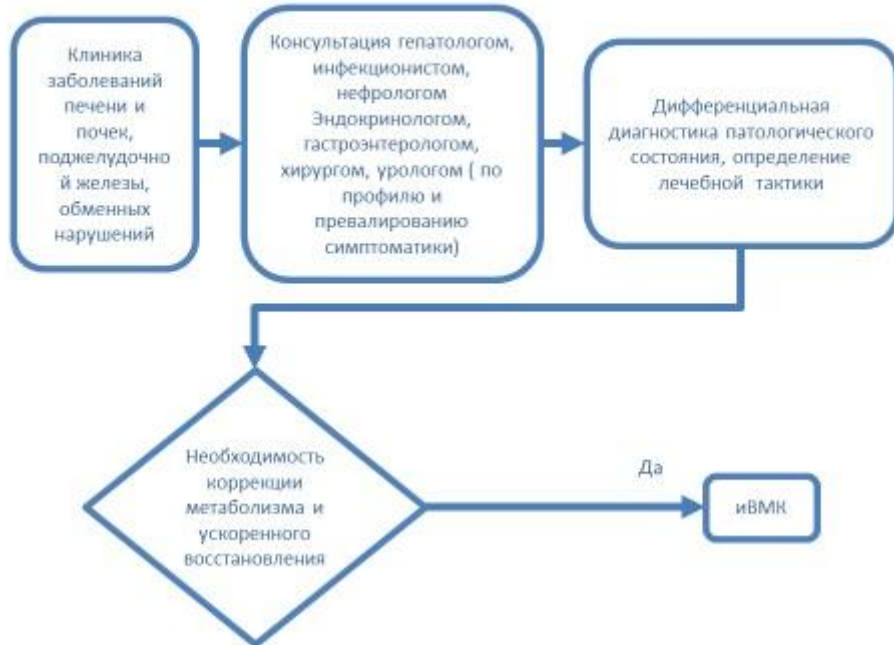 Клиника
заболеваний
печени и
почек,
поджелудочно
й железы,
обменных
нарушений
Консультация гепатологом,
инфекционистом,
нефрологом
Эндокринологом,
гастроэнтерологом,
хирургом, урологом ( по
профилю и
превалированию
симптоматики)
Дифференциальная
диагностика патологического
состояния, определение
лечебной тактики
Необходимость
коррекции
метаболизма и
ускоренного
восстановления
Да
иВМК